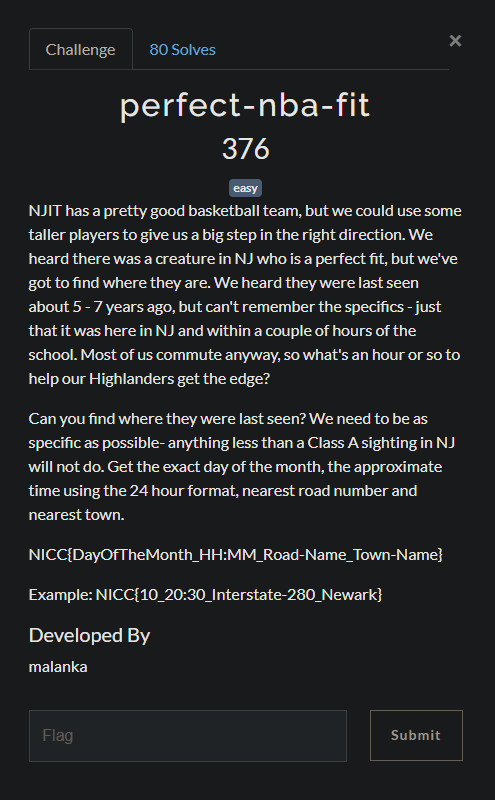 Challenge
80 Solves
×
perfect-nba-fit
376
easy
NJIT has a pretty good basketball team, but we could use some
taller players to give us a big step in the right direction. We
heard there was a creature in NJ who is a perfect fit, but we've
got to find where they are. We heard they were last seen
about 5 - 7 years ago, but can't remember the specifics - just
that it was here in NJ and within a couple of hours of the
school. Most of us commute anyway, so what's an hour or so to
help our Highlanders get the edge?
Can you find where they were last seen? We need to be as
specific as possible- anything less than a Class A sighting in NJ
will not do. Get the exact day of the month, the approximate
time using the 24 hour format, nearest road number and
nearest town.
NICC{DayOfTheMonth_HH:MM_Road-Name_Town-Name}
Example: NICC{10_20:30_Interstate-280_Newark}
Developed By
malanka
Flag
Submit